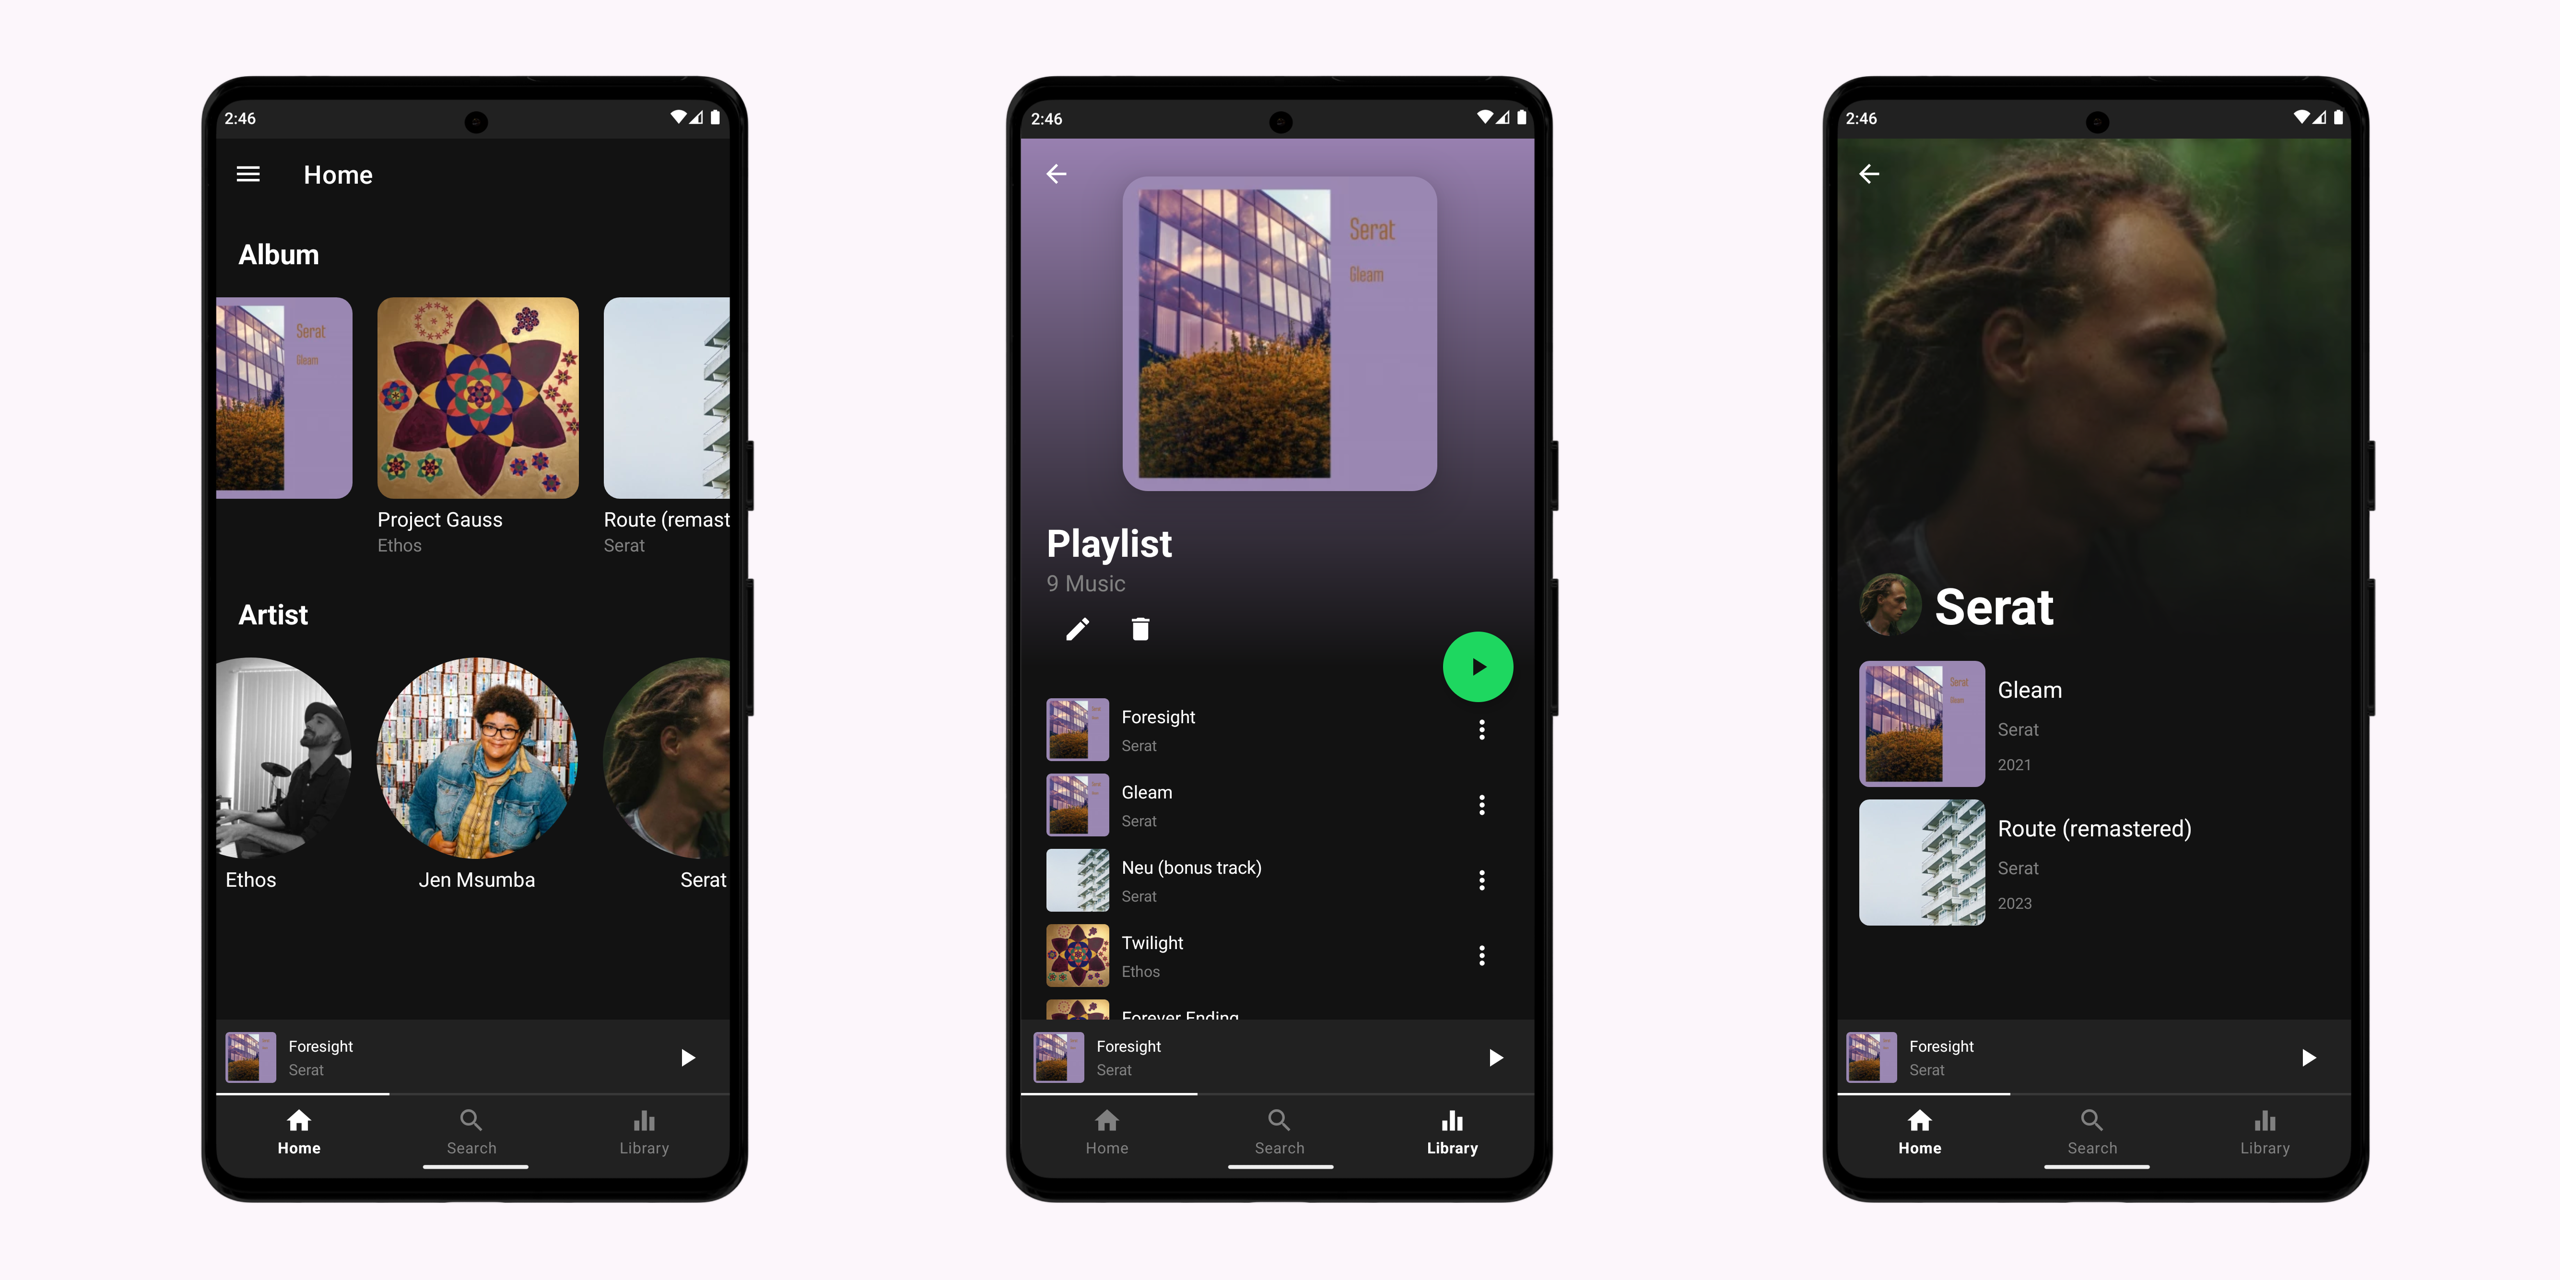 2:46
Home
Album
Serat
Gleam
Project Gauss
Ethos
Route (remast
Serat
Artist
Ethos
Jen Msumba
Serat
Foresight
Serat
Home
Search
Library
2:46
Serat
Gleam
Playlist
9 Music
Foresight
Serat
Gleam
Serat
Neu (bonus track)
Serat
Twilight
Ethos
Forever Ending
Foresight
Serat
Home
Search
Library
2:46
Serat
Serat
Gleam
Gleam
Serat
2021
Route (remastered)
Serat
2023
Foresight
Serat
Home
Search
Library